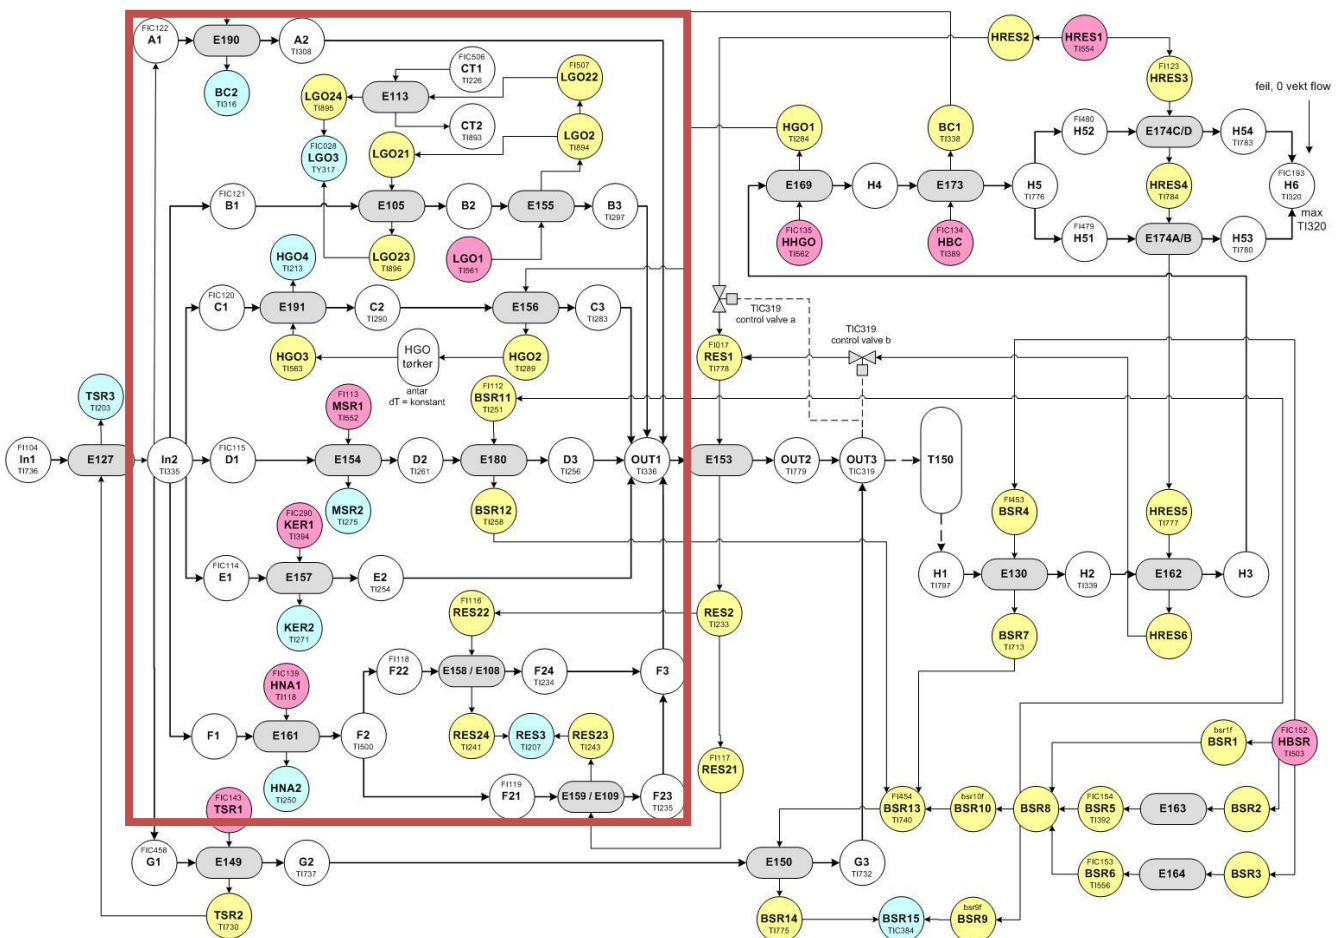 FIC122
A1
E190
A2
TI308
BC2
TI316
FIC506
CT1
TI226
FI507
LGO22
LGO24
TI895
E113
CT2
TI893
LGO2
TI894
FIC028
LGO3
TY317
LGO21
FIC121
B1
E105
B2
E155
B3
TI297
LGO23
TI896
LGO1
TI561
HGO4
TI213
FIC120
C1
E191
C2
TI290
E156
C3
TI283
HGO3
TI563
HGO
tørker
HGO2
TI289
antar
dT = konstant
FI113
MSR1
TI552
FI112
BSR11
TI251
TSR3
TI203
FI104
In1
TI736
E127
In2
TI335
FIC115
D1
E154
D2
TI261
E180
D3
TI256
OUT1
TI336
MSR2
TI275
BSR12
TI258
FIC290
KER1
TI394
FIC114
E1
E157
E2
TI254
KER2
TI271
FI116
RES22
FIC139
HNA1
TI118
FI118
F22
E158 / E108
F24
TI234
F3
F1
E161
F2
TI500
RES24
TI241
RES3
TI207
RES23
TI243
HNA2
TI250
FI119
F21
E159 / E109
F23
TI235
FIC143
TSR1
FIC458
G1
E149
G2
TI737
TSR2
TI730
HRES2
HRES1
TI554
FI123
HRES3
feil, 0 vekt flow
HGO1
TI284
BC1
TI338
FI480
H52
E174C/D
H54
TI783
E169
H4
E173
H5
TI776
HRES4
TI784
FIC193
H6
TI320
max
TI320
FIC135
HHGO
TI562
FIC134
HBC
TI389
FI479
H51
E174A/B
H53
TI780
TIC319
control valve a
TIC319
control valve b
FI017
RES1
TI778
E153
OUT2
TI779
OUT3
TIC319
T150
FI453
BSR4
HRES5
TI777
H1
TI797
E130
H2
TI339
E162
H3
RES2
TI233
BSR7
TI713
HRES6
FI117
RES21
bsr1f
BSR1
FIC152
HBSR
TI503
FI454
BSR13
TI740
bsr10f
BSR10
BSR8
FIC154
BSR5
TI392
E163
BSR2
E150
G3
TI732
FIC153
BSR6
TI556
E164
BSR3
BSR14
TI775
BSR15
TIC384
bsr9f
BSR9